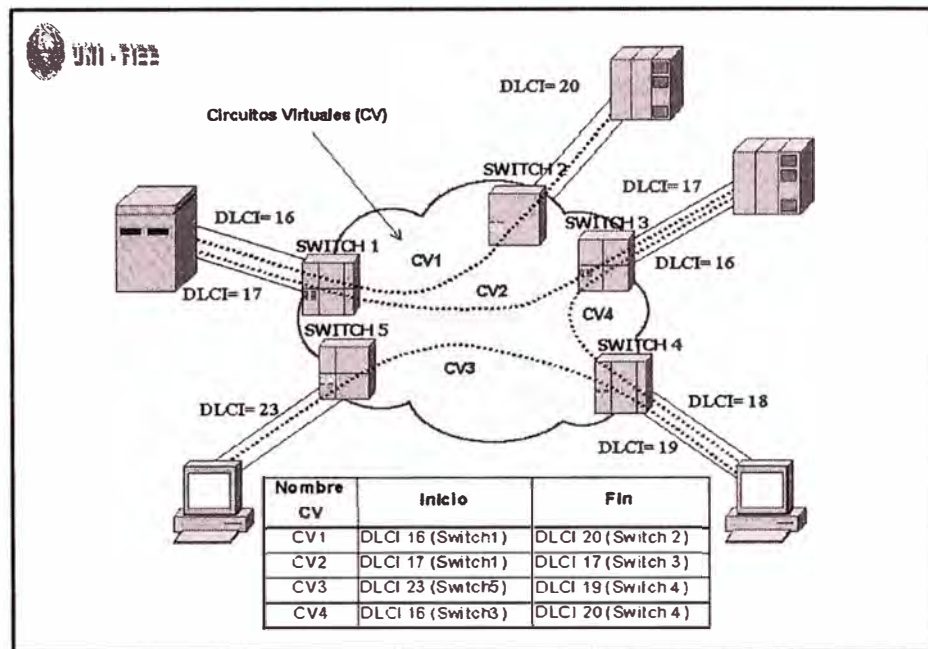 UNI - FIEE
DLCI= 20
Circuitos Virtuales (CV)
SWITCH 2
DLCI= 17
DLCI= 16
SWITCH 3
SWITCH 1
CV1
DLCI= 16
DLCI= 17
CV2
CV4
SWITCH 5
SWITCH 4
CV3
DLCI= 18
DLCI= 23
DLCI= 19
Nombre CV Inicio Fin
CV1 DLCI 16 (Switch1) DLCI 20 (Switch 2)
CV2 DLCI 17 (Switch1) DLCI 17 (Switch 3)
CV3 DLCI 23 (Switch5) DLCI 19 (Switch 4)
CV4 DLCI 16 (Switch3) DLCI 20 (Switch 4)